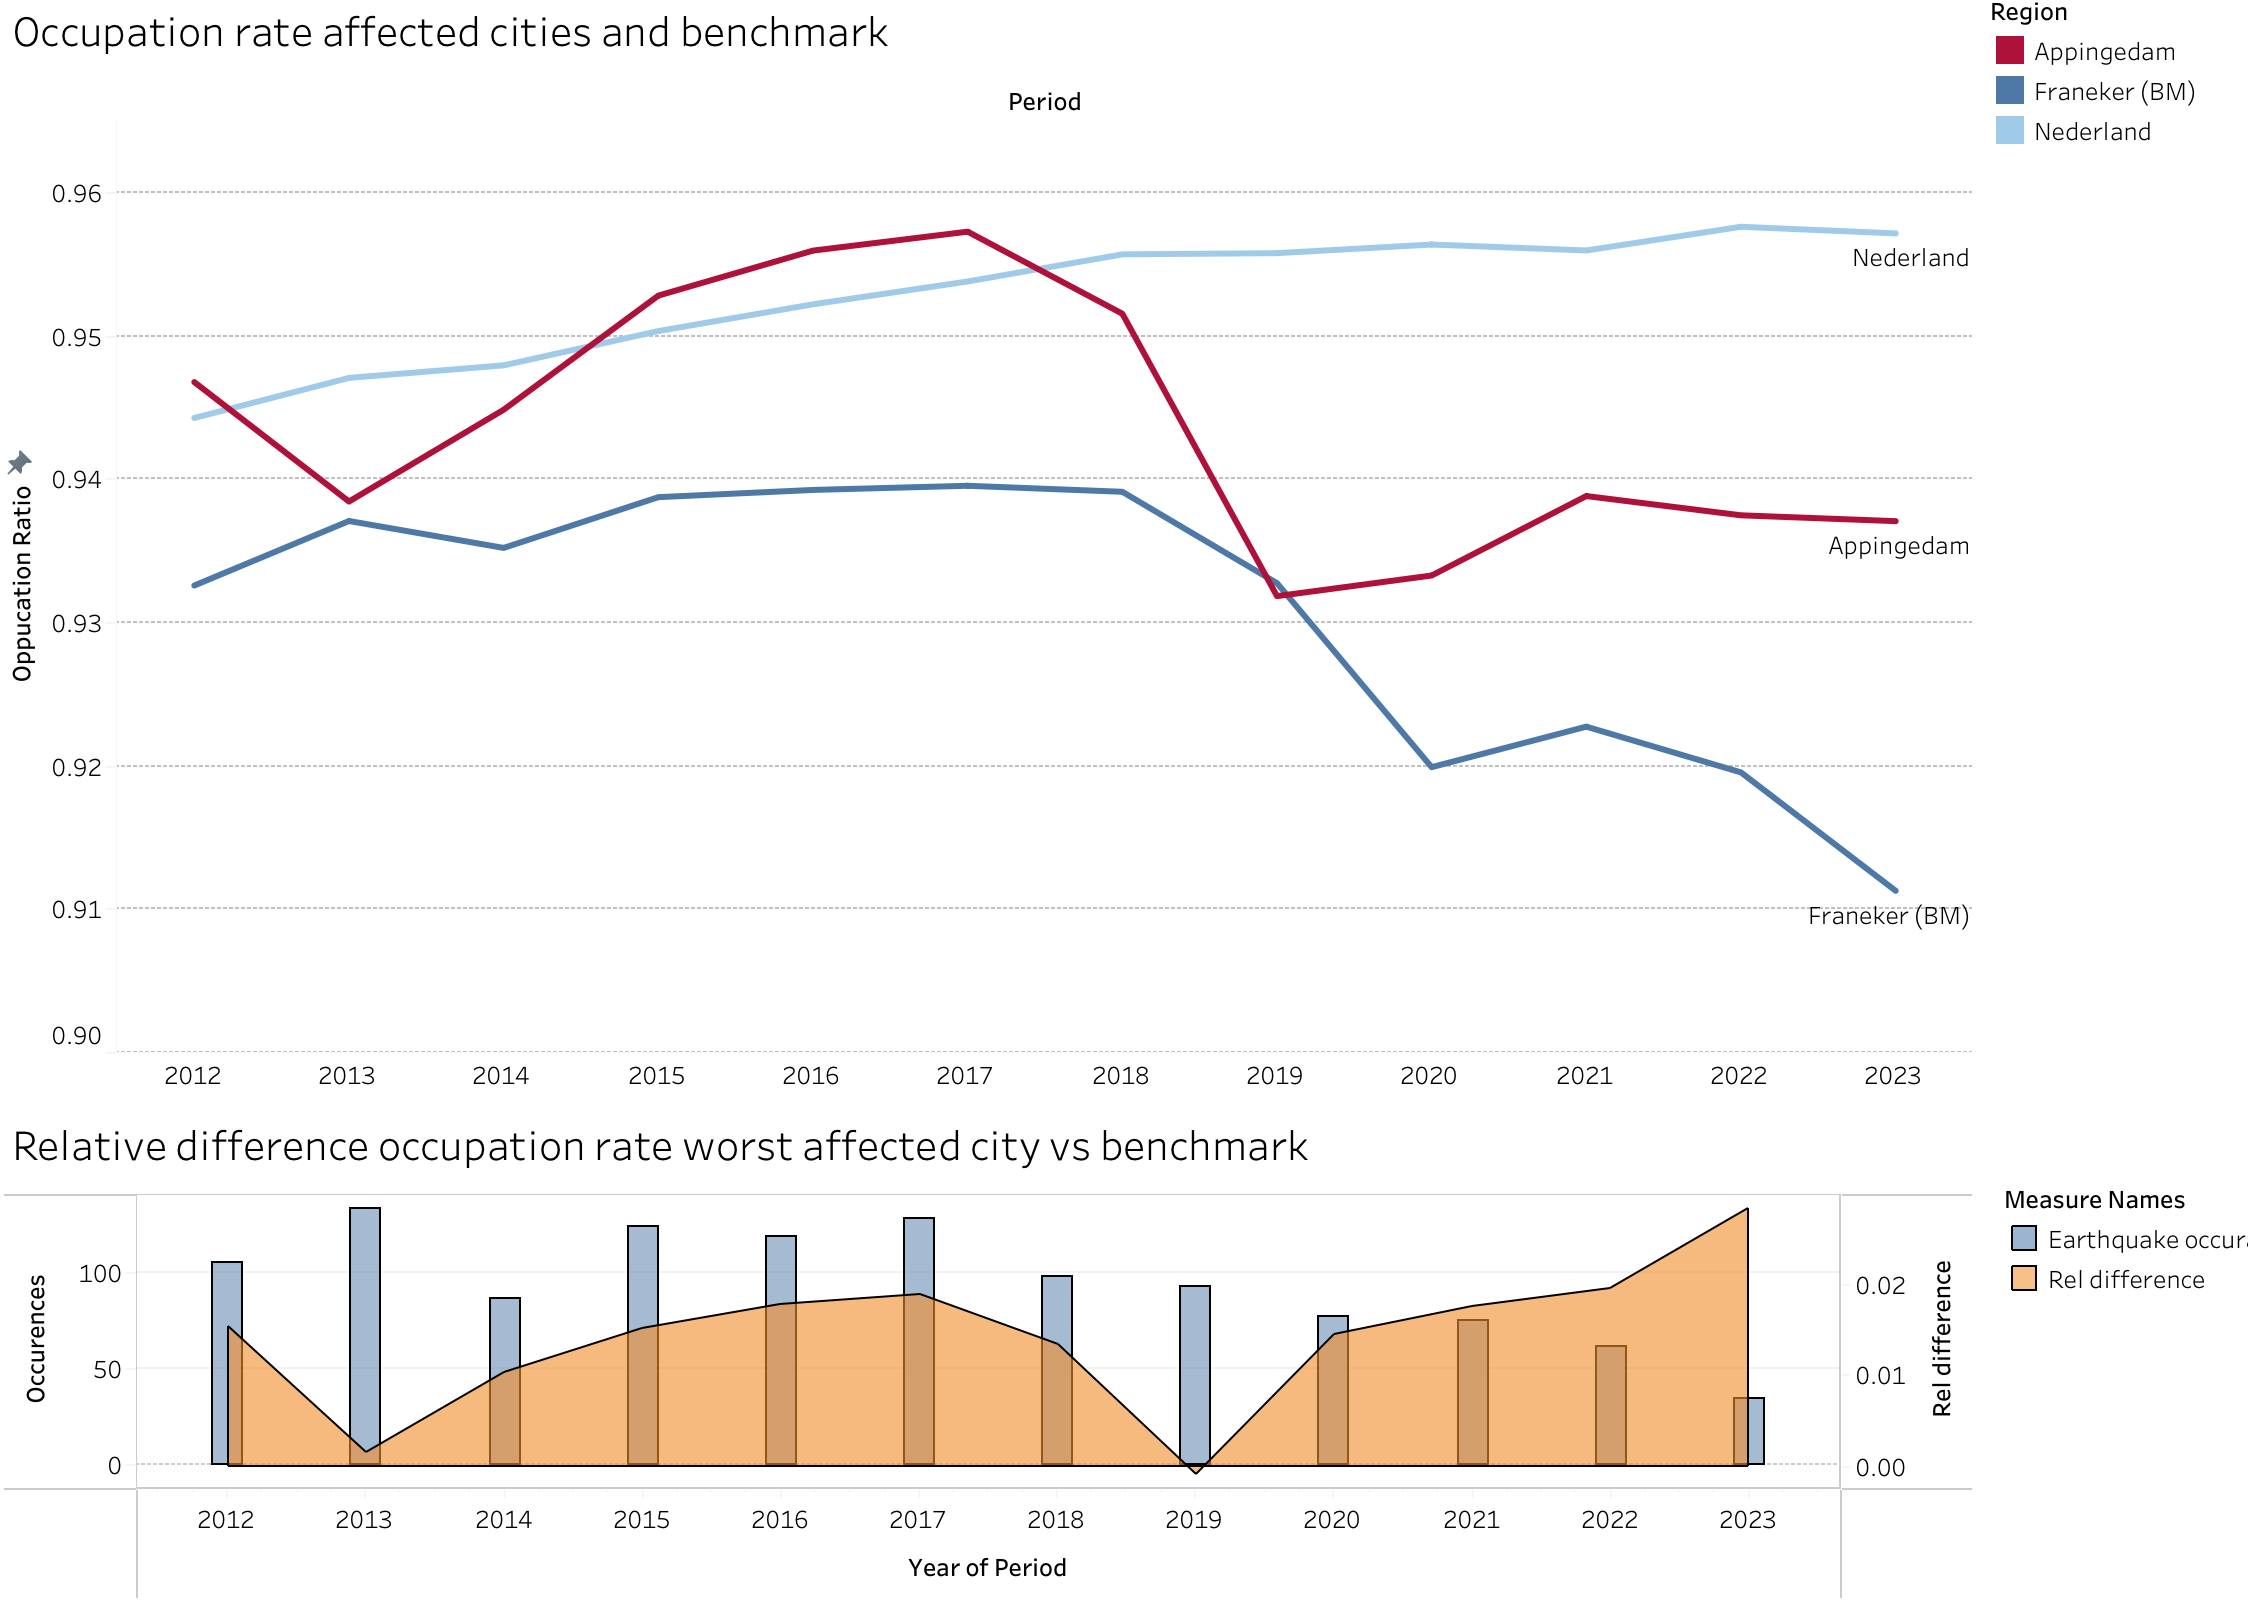 Occupation rate affected cities and benchmark
Region
Appingedam
Franeker (BM)
Nederland
Period
0.96
0.95
0.94
0.93
0.92
0.91
0.90
Oppucation Ratio
Nederland
Appingedam
Franeker (BM)
2012 2013 2014 2015 2016 2017 2018 2019 2020 2021 2022 2023
Relative difference occupation rate worst affected city vs benchmark
Measure Names
Earthquake occur
Rel difference
Occurences
100
50
0
0.02
0.01
0.00
Rel difference
2012 2013 2014 2015 2016 2017 2018 2019 2020 2021 2022 2023
Year of Period